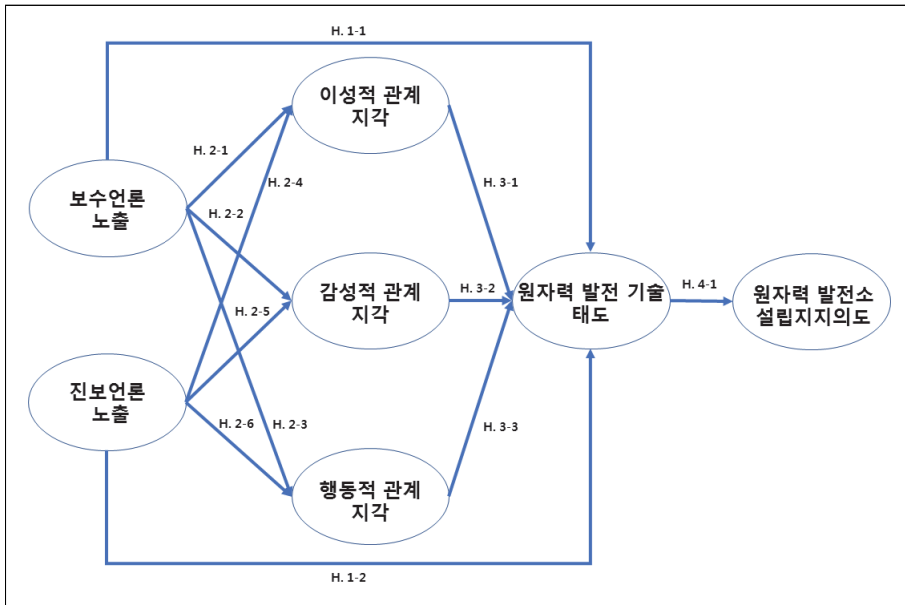 H. 1-1
이성적 관계
지각
H. 2-1
H. 2-4
H. 3-1
보수언론
노출
H. 2-2
감성적 관계
지각
H. 3-2
원자력 발전 기술
태도
H. 4-1
원자력 발전소
설립지지의도
H. 2-5
진보언론
노출
H. 2-6
H. 2-3
H. 3-3
행동적 관계
지각
H. 1-2